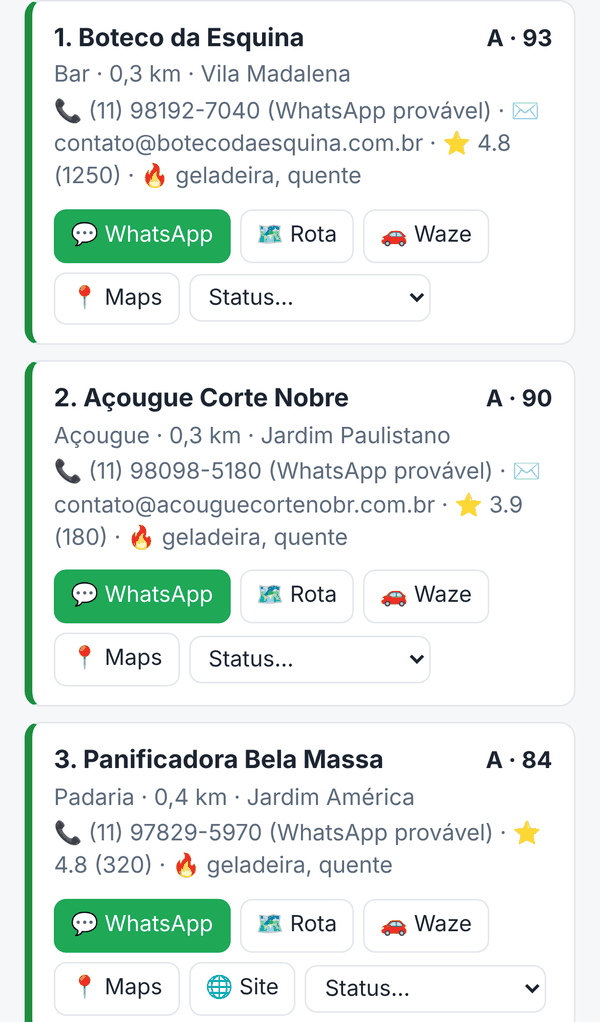 1. Boteco da Esquina A · 93
Bar · 0,3 km · Vila Madalena
📞 (11) 98192-7040 (WhatsApp provável) · ✉️
contato@botecodaesquina.com.br · ⭐ 4.8
(1250) · 🔥 geladeira, quente
💬 WhatsApp 🗺️ Rota 🚗 Waze
📍 Maps Status...
2. Açougue Corte Nobre A · 90
Açougue · 0,3 km · Jardim Paulistano
📞 (11) 98098-5180 (WhatsApp provável) · ✉️
contato@acouguecortenobr.com.br · ⭐ 3.9
(180) · 🔥 geladeira, quente
💬 WhatsApp 🗺️ Rota 🚗 Waze
📍 Maps Status...
3. Panificadora Bela Massa A · 84
Padaria · 0,4 km · Jardim América
📞 (11) 97829-5970 (WhatsApp provável) · ⭐
4.8 (320) · 🔥 geladeira, quente
💬 WhatsApp 🗺️ Rota 🚗 Waze
📍 Maps 🌐 Site Status...